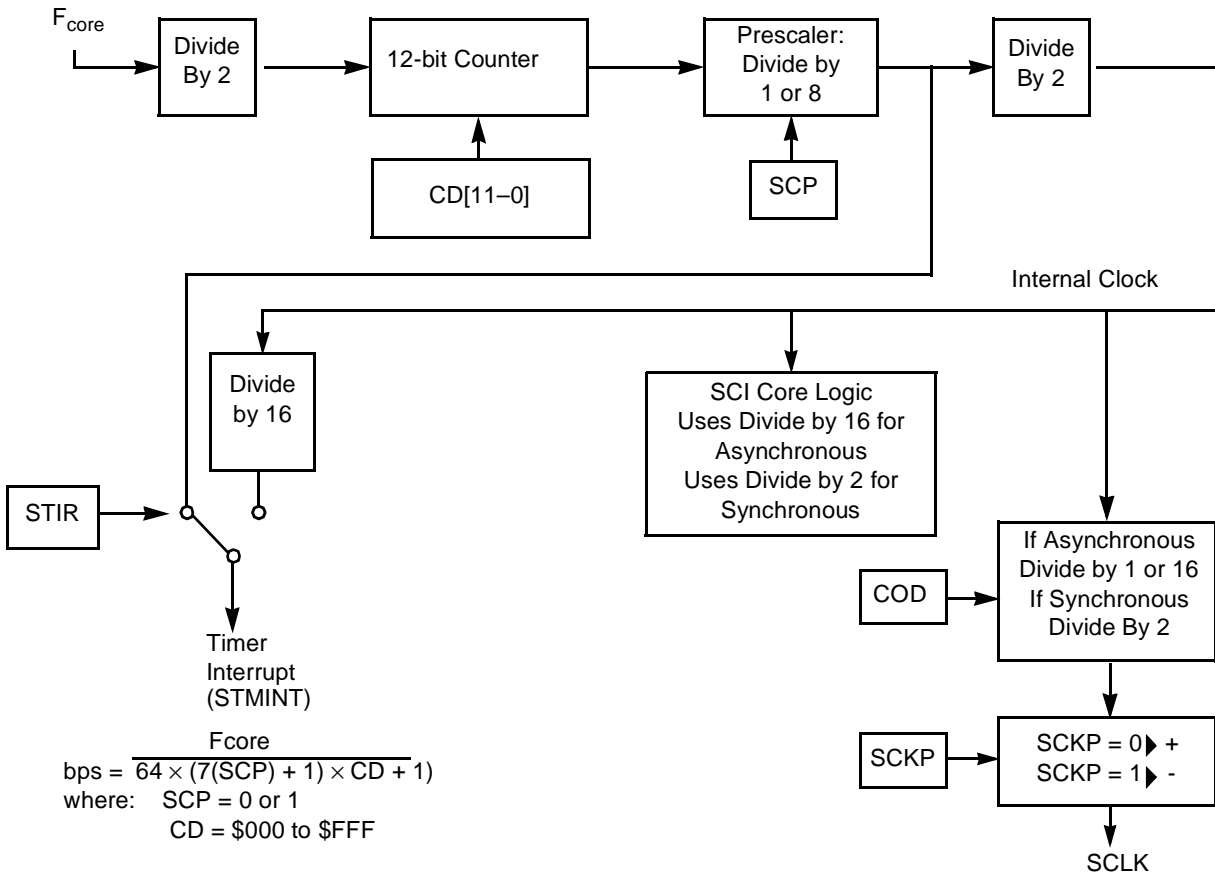 Fcore
Divide
By 2
12-bit Counter
Prescaler:
Divide by
1 or 8
Divide
By 2
CD[11–0]
SCP
Internal Clock
Divide
by 16
SCI Core Logic
Uses Divide by 16 for
Asynchronous
Uses Divide by 2 for
Synchronous
STIR
If Asynchronous
Divide by 1 or 16
If Synchronous
Divide By 2
COD
Timer
Interrupt
(STMINT)
SCKP
SCKP = 0 +
SCKP = 1 -
SCLK
Fcore
bps = 64 × (7(SCP) + 1) × CD + 1)
where: SCP = 0 or 1
CD = $000 to $FFF